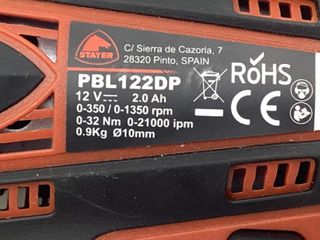 STAYER
C/ Sierra de Cazorla, 7
28320 Pinto, SPAIN
RoHS
PBL122DP
12 V⎓ 2.0 Ah
0-350 / 0-1350 rpm
0-32 Nm 0-21000 ipm
0.9Kg Ø10mm
CE